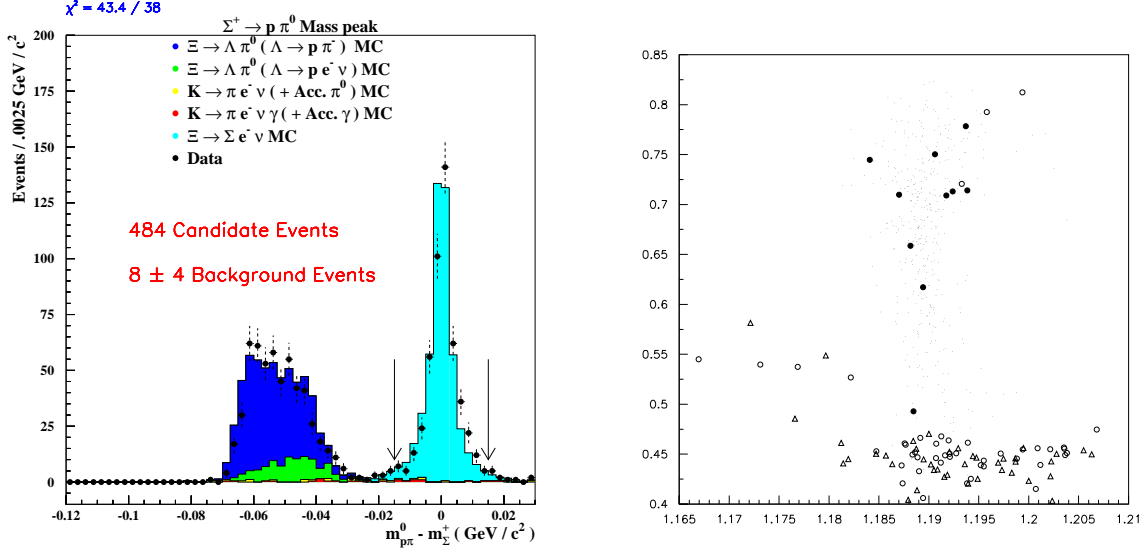 χ² = 43.4 / 38
Σ⁺ → p π⁰ Mass peak
Ξ → Λ π⁰ ( Λ → p π⁻ ) MC
Ξ → Λ π⁰ ( Λ → p e⁻ ν ) MC
K → π e⁻ ν ( + Acc. π⁰ ) MC
K → π e⁻ ν γ ( + Acc. γ ) MC
Ξ → Σ e⁻ ν MC
Data
484 Candidate Events
8 ± 4 Background Events
Events / .0025 GeV / c²
200
175
150
125
100
75
50
25
0
-0.12 -0.1 -0.08 -0.06 -0.04 -0.02 0 0.02
m⁰pπ - mΣ⁺ ( GeV / c² )
0.85
0.8
0.75
0.7
0.65
0.6
0.55
0.5
0.45
0.4
1.165 1.17 1.175 1.18 1.185 1.19 1.195 1.2 1.205 1.21